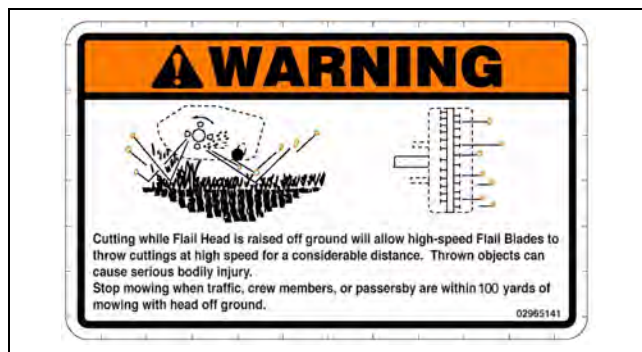 WARNING
Cutting while Flail Head is raised off ground will allow high-speed Flail Blades to
throw cuttings at high speed for a considerable distance. Thrown objects can
cause serious bodily injury.
Stop mowing when traffic, crew members, or passersby are within 100 yards of
mowing with head off ground.
02965141